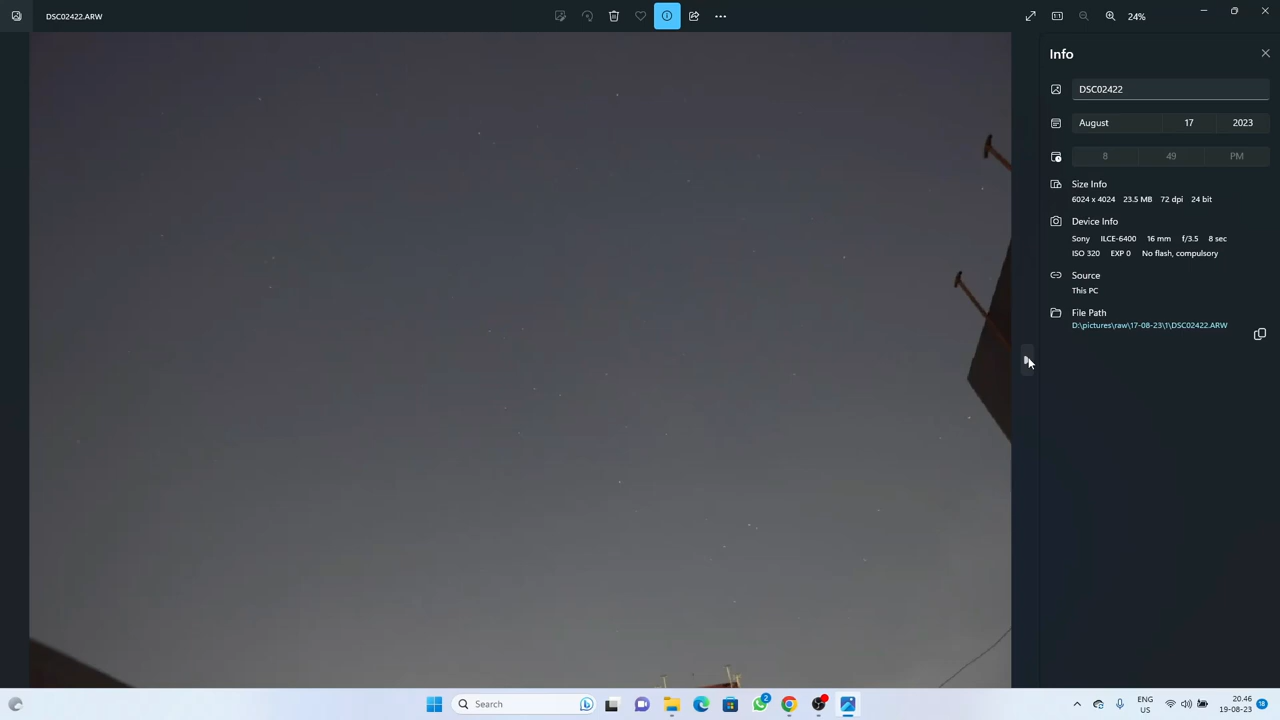 DSC02422.ARW
24%
Info
DSC02422
August 17 2023
8 49 PM
Size Info
6024 x 4024 23.5 MB 72 dpi 24 bit
Device Info
Sony ILCE-6400 16 mm f/3.5 8 sec
ISO 320 EXP 0 No flash, compulsory
Source
This PC
File Path
D:\pictures\raw\17-08-23\1\DSC02422.ARW
Search
2
ENG
US
20.46
19-08-23
18